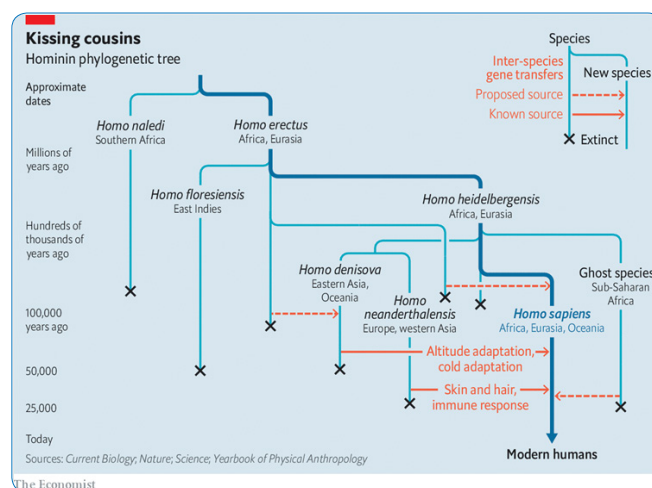 Kissing cousins
Hominin phylogenetic tree
Species
Inter-species
gene transfers
New species
Proposed source
Known source
Extinct
Approximate
dates
Homo naledi
Southern Africa
Homo erectus
Africa, Eurasia
Millions of
years ago
Homo floresiensis
East Indies
Homo heidelbergensis
Africa, Eurasia
Hundreds of
thousands of
years ago
Homo denisova
Eastern Asia,
Oceania
Homo
neanderthalensis
Europe, western Asia
Ghost species
Sub-Saharan
Africa
Homo sapiens
Africa, Eurasia, Oceania
100,000
years ago
Altitude adaptation,
cold adaptation
50,000
Skin and hair,
immune response
25,000
Today
Modern humans
Sources: Current Biology; Nature; Science; Yearbook of Physical Anthropology
The Economist